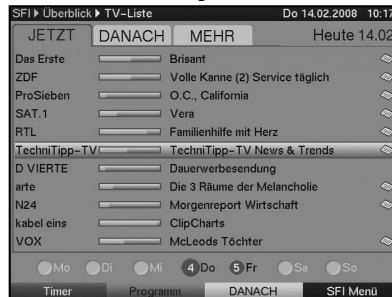 SFI ▶ Überblick ▶ TV-Liste Do 14.02.2008 10:17
JETZT DANACH MEHR Heute 14.02
Das Erste Brisant
ZDF Volle Kanne (2) Service täglich
ProSieben O.C., California
SAT.1 Vera
RTL Familienhilfe mit Herz
TechniTipp-TV TechniTipp-TV News & Trends
D VIERTE Dauerwerbesendung
arte Die 3 Räume der Melancholie
N24 Morgenreport Wirtschaft
kabel eins ClipCharts
VOX McLeods Töchter
Mo Di Mi 4 Do 5 Fr Sa So
Timer Programm DANACH SFI Menü